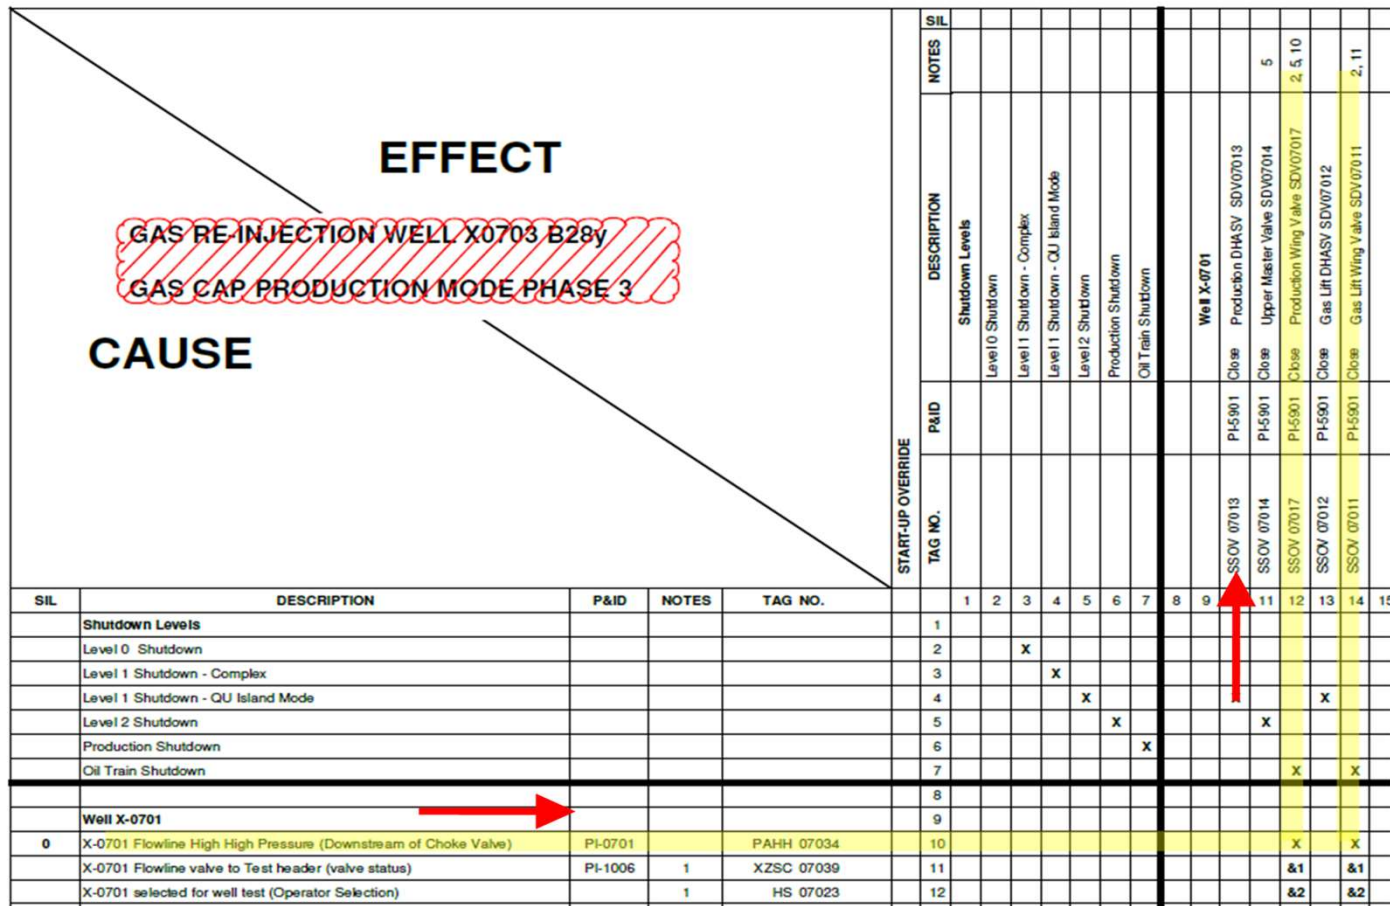 EFFECT
GAS RE-INJECTION WELL X0703 B28y
GAS CAP PRODUCTION MODE PHASE 3
CAUSE
START-UP OVERRIDE
SIL
NOTES 5 2, 5, 10 2, 11
DESCRIPTION
Shutdown Levels
Level 0 Shutdown
Level 1 Shutdown - Complex
Level 1 Shutdown - QU Island Mode
Level 2 Shutdown
Production Shutdown
Oil Train Shutdown
Well X-0701
Close Production DHASV SDV07013
Close Upper Master Valve SDV07014
Close Production Wing Valve SDV07017
Close Gas Lift DHASV SDV07012
Close Gas Lift Wing Valve SDV07011
P&ID PI-5901 PI-5901 PI-5901 PI-5901 PI-5901
TAG NO. SSOV 07013 SSOV 07014 SSOV 07017 SSOV 07012 SSOV 07011
SIL DESCRIPTION P&ID NOTES TAG NO. 1 2 3 4 5 6 7 8 9 11 12 13 14 15
Shutdown Levels 1
Level 0 Shutdown 2 X
Level 1 Shutdown - Complex 3 X
Level 1 Shutdown - QU Island Mode 4 X X
Level 2 Shutdown 5 X X
Production Shutdown 6 X
Oil Train Shutdown 7 X X
8
Well X-0701 9
0 X-0701 Flowline High High Pressure (Downstream of Choke Valve) PI-0701 PAHH 07034 10 X X
X-0701 Flowline valve to Test header (valve status) PI-1006 1 XZSC 07039 11 &1 &1
X-0701 selected for well test (Operator Selection) 1 HS 07023 12 &2 &2